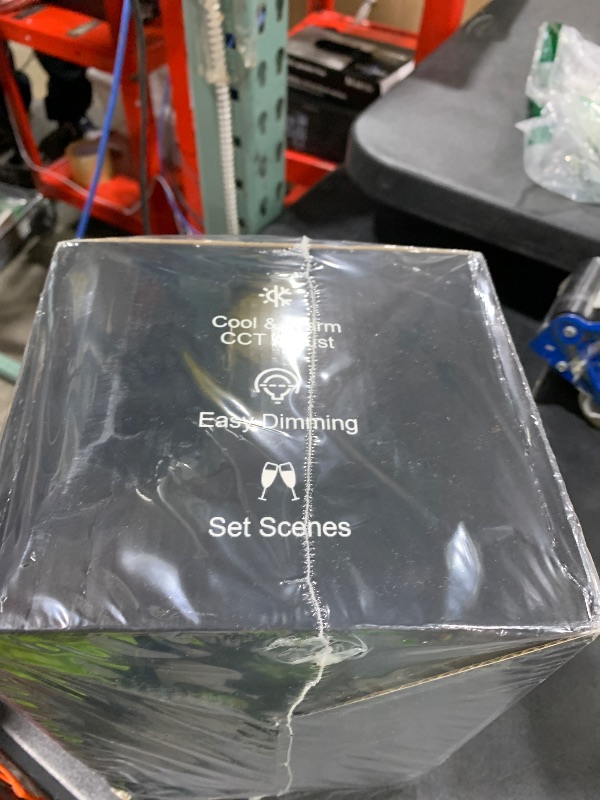 Cool &
CCT
Easy Dimming
Set Scenes